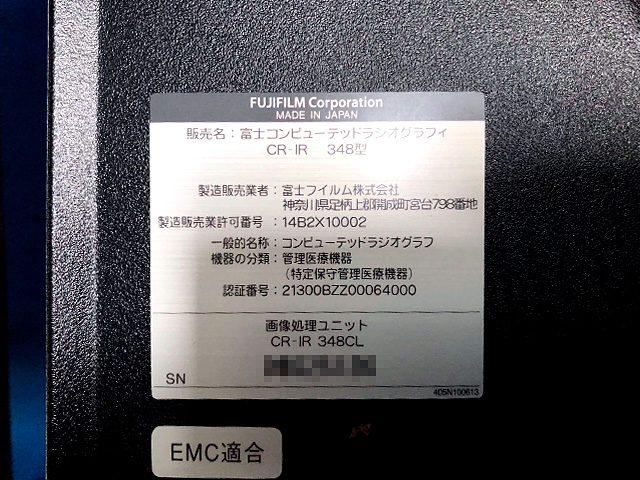 FUJIFILM Corporation
MADE IN JAPAN
販売名：富士コンピューテッドラジオグラフィ
CR-IR 348型
製造販売業者：富士フイルム株式会社
神奈川県足柄上郡開成町宮台798番地
製造販売業許可番号：14B2X10002
一般的名称：コンピューテッドラジオグラフ
機器の分類：管理医療機器
（特定保守管理医療機器）
認証番号：21300BZZ00064000
画像処理ユニット
CR-IR 348CL
SN
405N100613
EMC適合